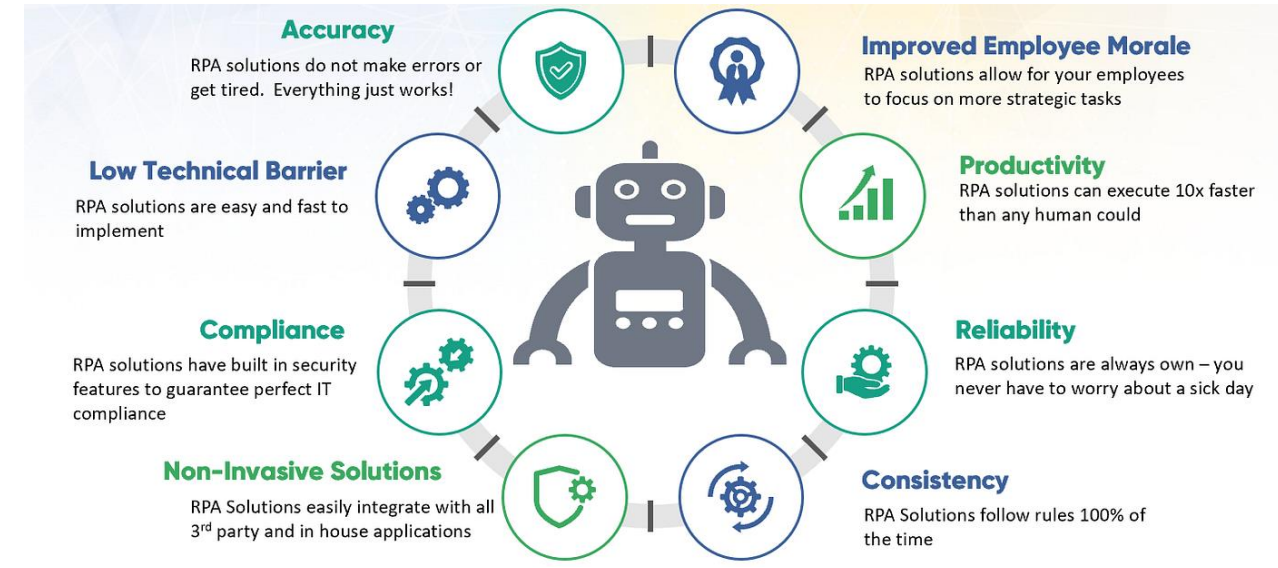 Accuracy
RPA solutions do not make errors or
get tired.  Everything just works!
Improved Employee Morale
RPA solutions allow for your employees
to focus on more strategic tasks
Low Technical Barrier
RPA solutions are easy and fast to
implement
Productivity
RPA solutions can execute 10x faster
than any human could
Compliance
RPA solutions have built in security
features to guarantee perfect IT
compliance
Reliability
RPA solutions are always own – you
never have to worry about a sick day
Non-Invasive Solutions
RPA Solutions easily integrate with all
3rd party and in house applications
Consistency
RPA Solutions follow rules 100% of
the time